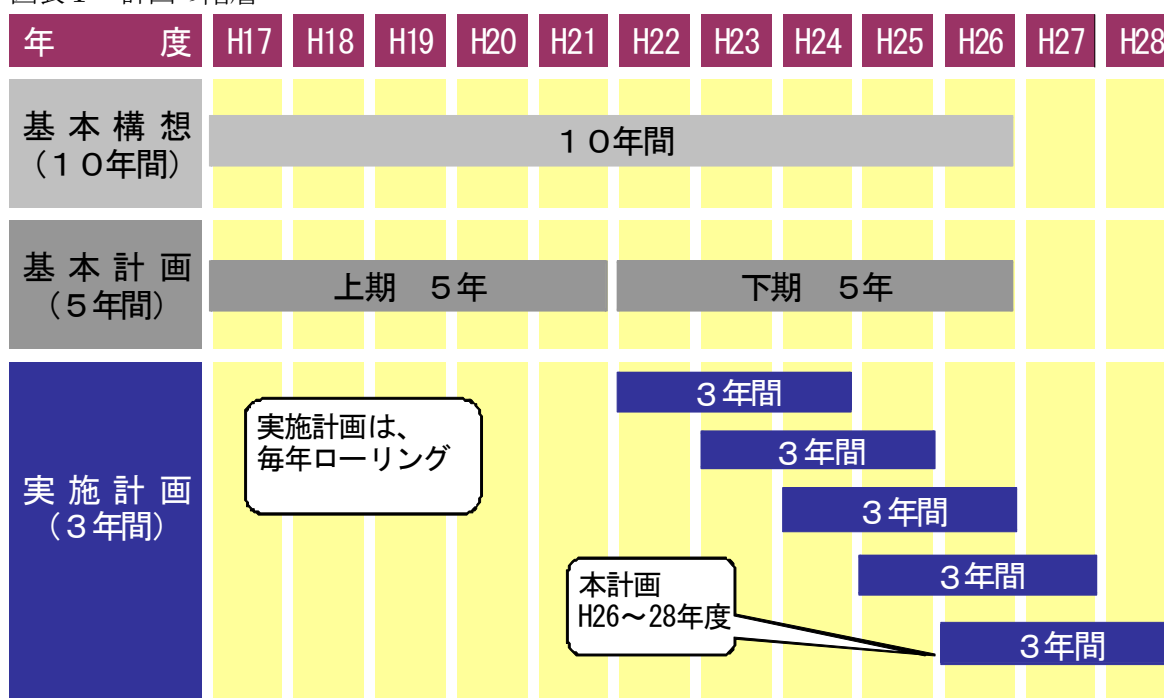 年 度 H17 H18 H19 H20 H21 H22 H23 H24 H25 H26 H27 H28
基本構想
（１０年間）
１０年間
基本計画
（５年間）
上期 ５年
下期 ５年
実施計画
（３年間）
３年間
実施計画は、
毎年ローリング
３年間
３年間
３年間
本計画
H26～28年度
３年間